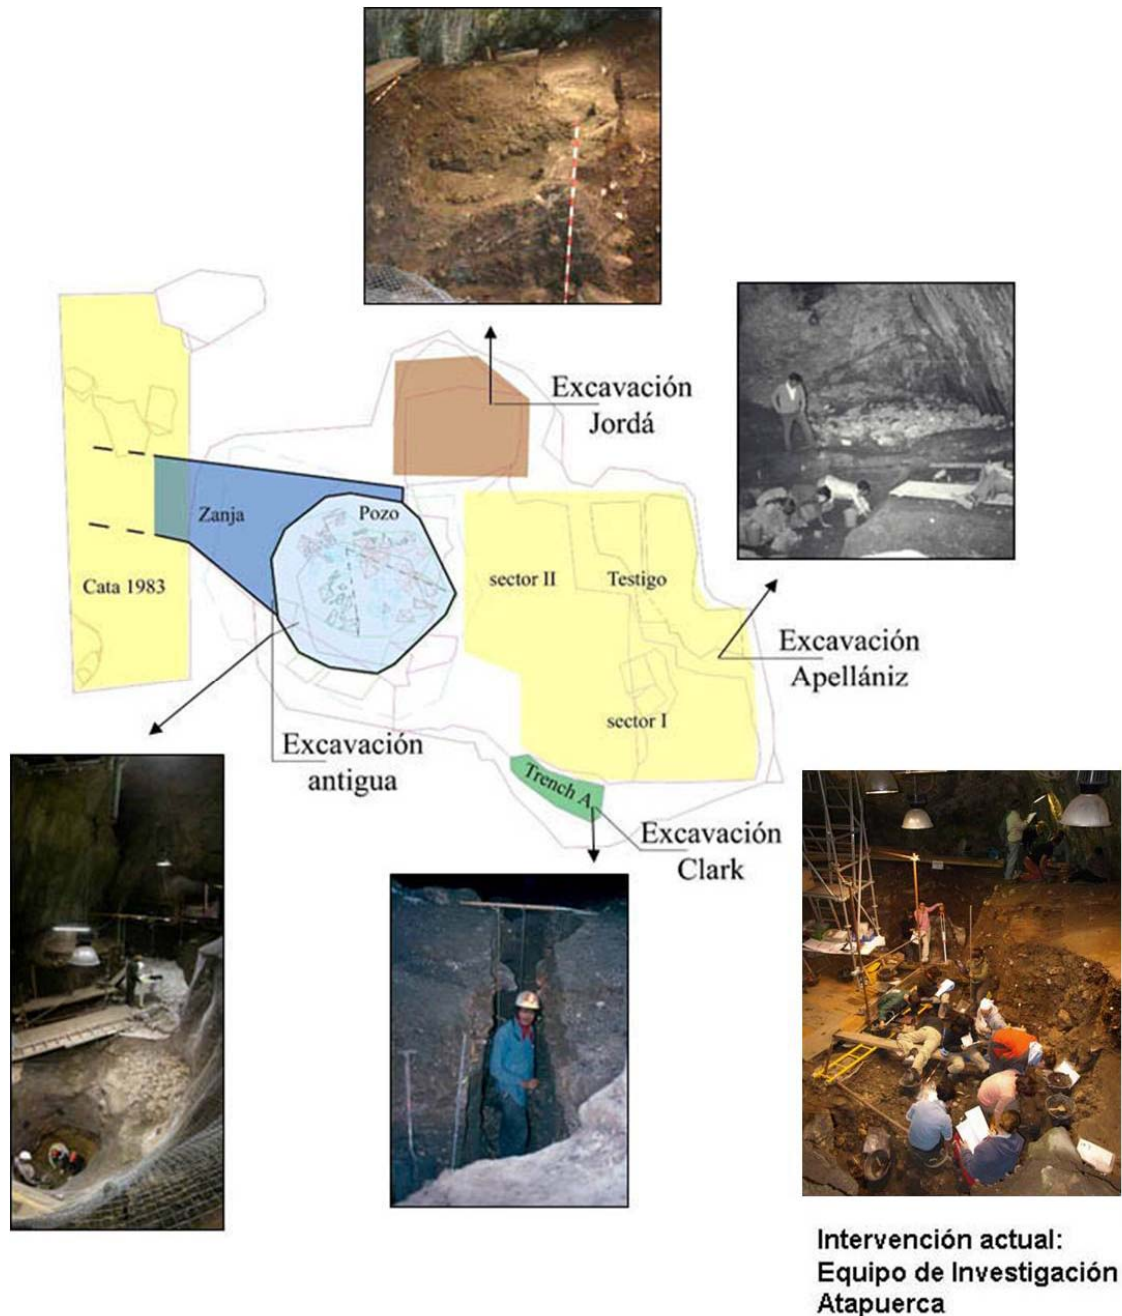 Excavación
Jordá
Zanja
Pozo
Cata 1983
sector II
Testigo
Excavación
Apellániz
sector I
Excavación
antigua
Trench A
Excavación
Clark
Intervención actual:
Equipo de Investigación
Atapuerca